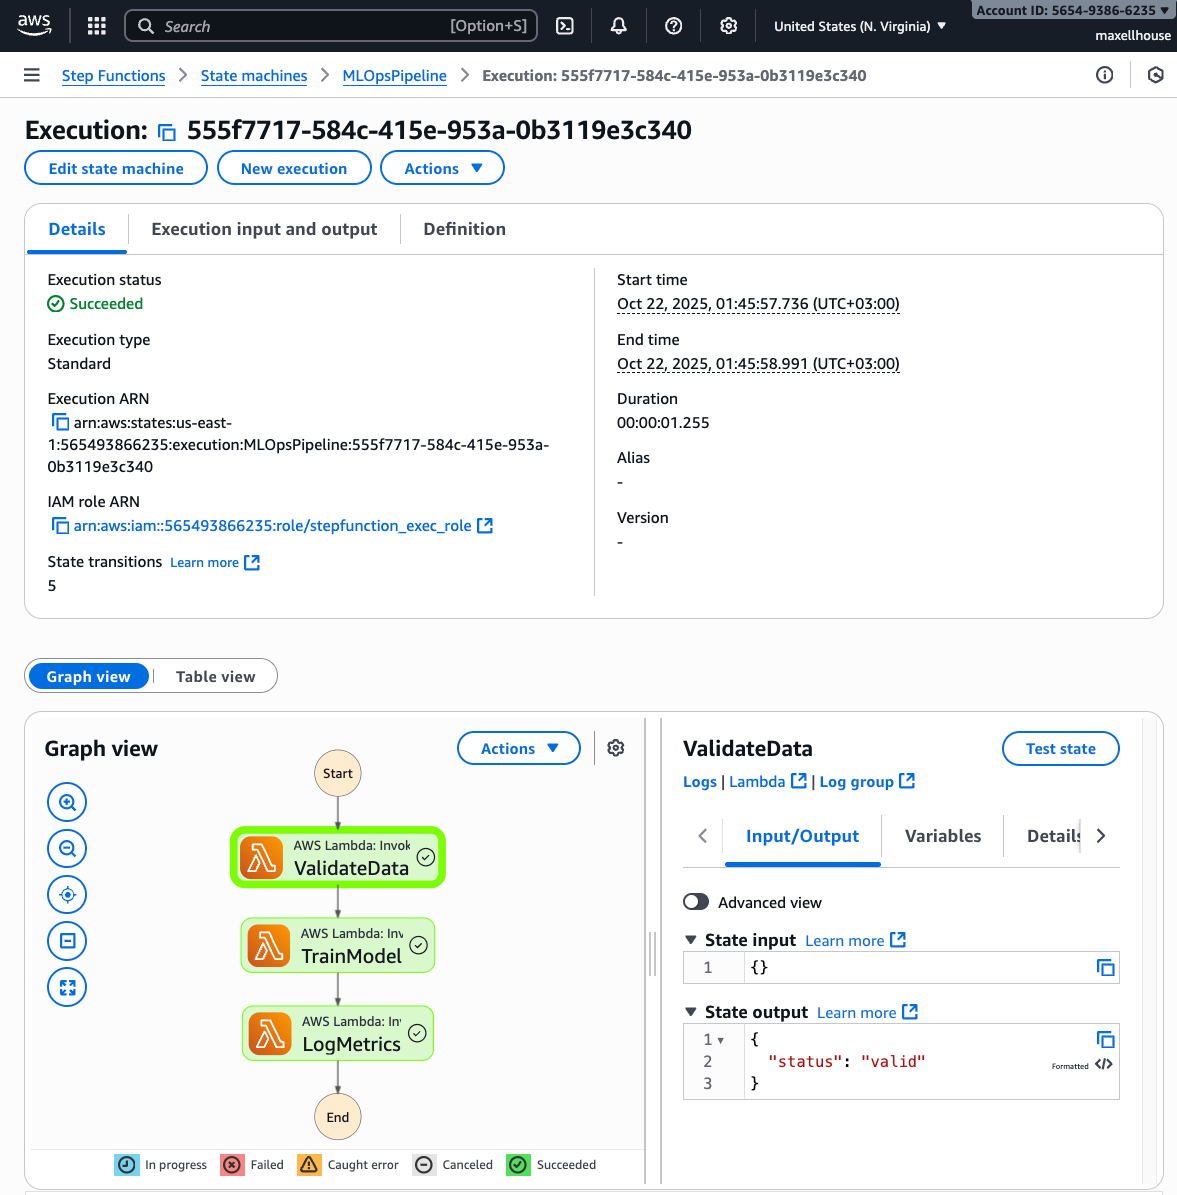 aws
Search [Option+S]
United States (N. Virginia)
Account ID: 5654-9386-6235
maxellhouse
Step Functions > State machines > MLOpsPipeline > Execution: 555f7717-584c-415e-953a-0b3119e3c340
Execution: 555f7717-584c-415e-953a-0b3119e3c340
Edit state machine New execution Actions
Details Execution input and output Definition
Execution status
Succeeded
Execution type
Standard
Execution ARN
arn:aws:states:us-east-
1:565493866235:execution:MLOpsPipeline:555f7717-584c-415e-953a-
0b3119e3c340
IAM role ARN
arn:aws:iam::565493866235:role/stepfunction_exec_role
State transitions Learn more
5
Start time
Oct 22, 2025, 01:45:57.736 (UTC+03:00)
End time
Oct 22, 2025, 01:45:58.991 (UTC+03:00)
Duration
00:00:01.255
Alias
-
Version
-
Graph view Table view
Graph view
Actions
Start
AWS Lambda: Invok
ValidateData
AWS Lambda: Inv
TrainModel
AWS Lambda: In
LogMetrics
End
In progress Failed Caught error Canceled Succeeded
ValidateData
Test state
Logs | Lambda | Log group
Input/Output Variables Details
Advanced view
State input Learn more
1 {}
State output Learn more
1 {
2 "status": "valid"
3 }
Formatted